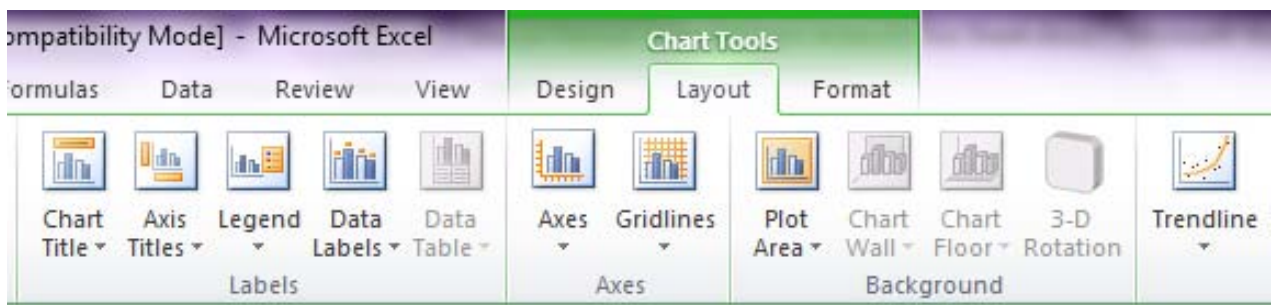 ompatibility Mode] - Microsoft Excel
Chart Tools
ormulas Data Review View Design Layout Format
Chart Title
Axis Titles
Legend
Data Labels
Data Table
Axes
Gridlines
Plot Area
Chart Wall
Chart Floor
3-D Rotation
Trendline
Labels
Axes
Background